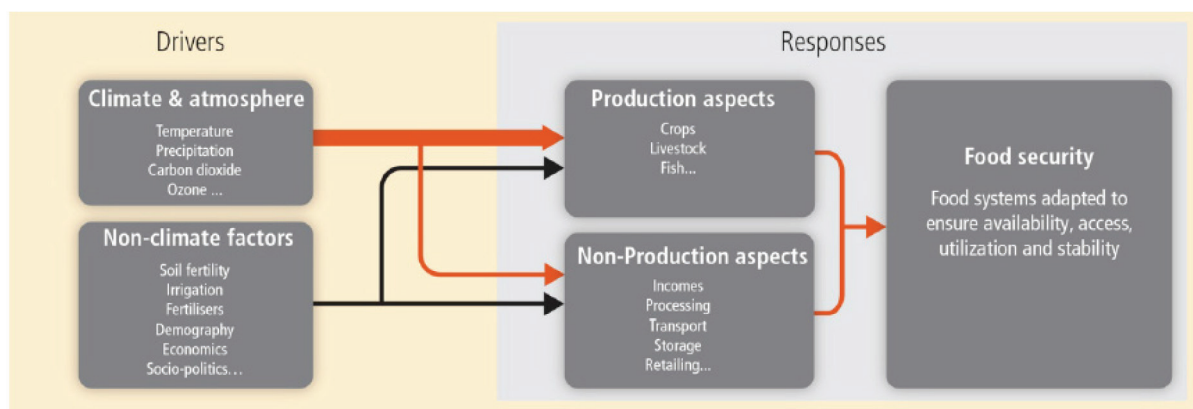 Drivers
Responses
Climate & atmosphere
Temperature
Precipitation
Carbon dioxide
Ozone ...
Non-climate factors
Soil fertility
Irrigation
Fertilisers
Demography
Economics
Socio-politics...
Production aspects
Crops
Livestock
Fish...
Non-Production aspects
Incomes
Processing
Transport
Storage
Retailing...
Food security
Food systems adapted to
ensure availability, access,
utilization and stability